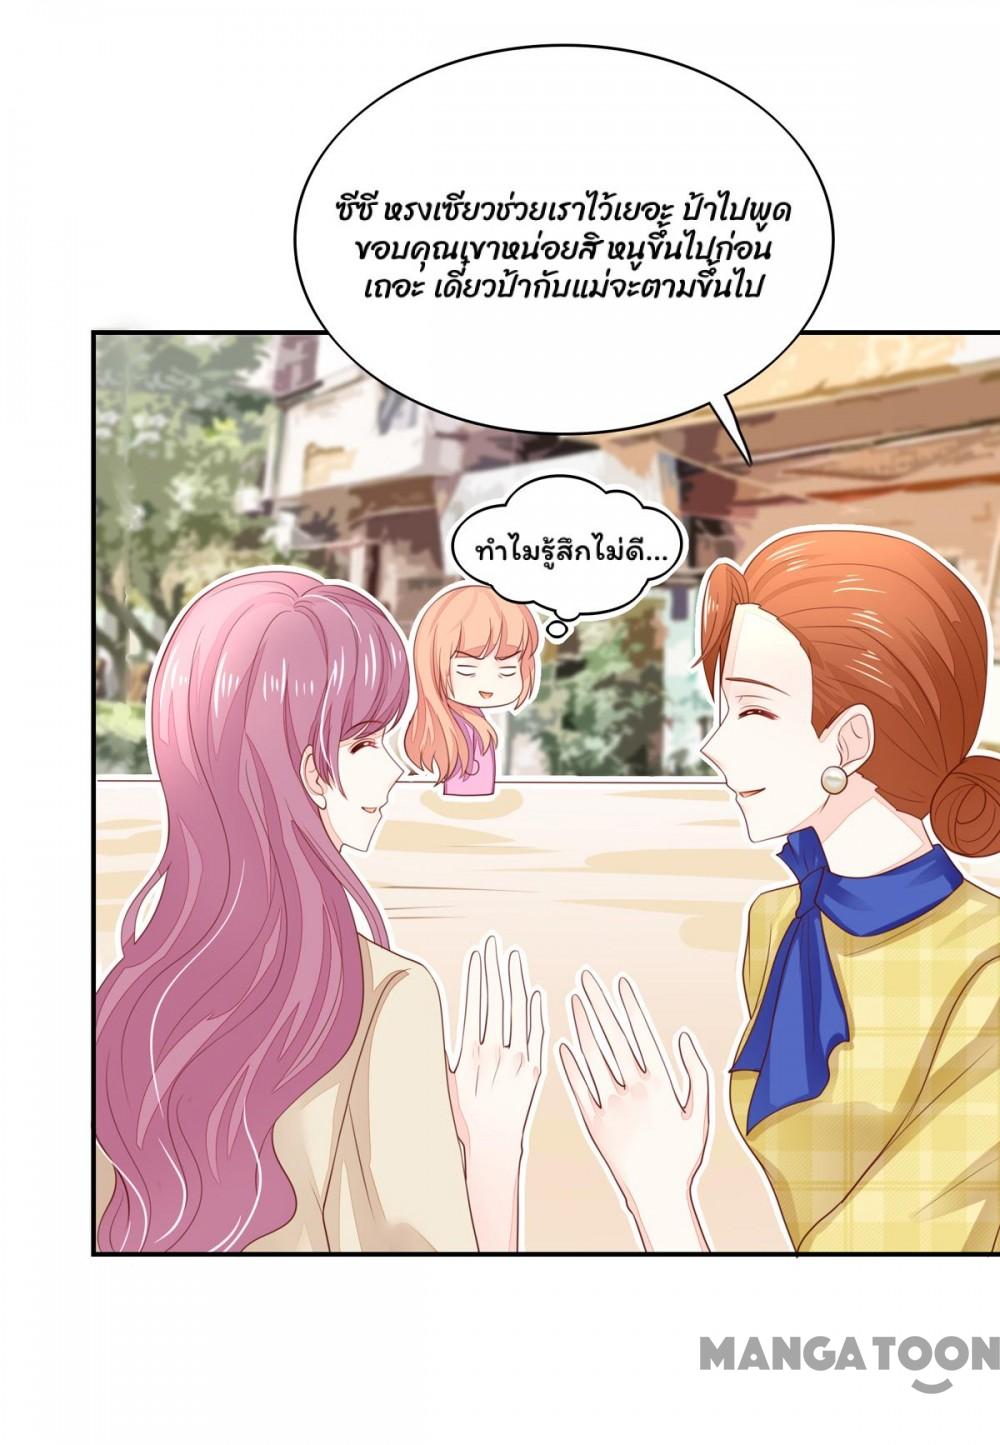 ซีซี หรงเซียวช่วยเราไว้เยอะ ป้าไปพูด
ขอบคุณเขาหน่อยสิ หนูขึ้นไปก่อน
เถอะ เดี๋ยวป้ากับแม่จะตามขึ้นไป
ทำไมรู้สึกไม่ดี...
MANGATOON